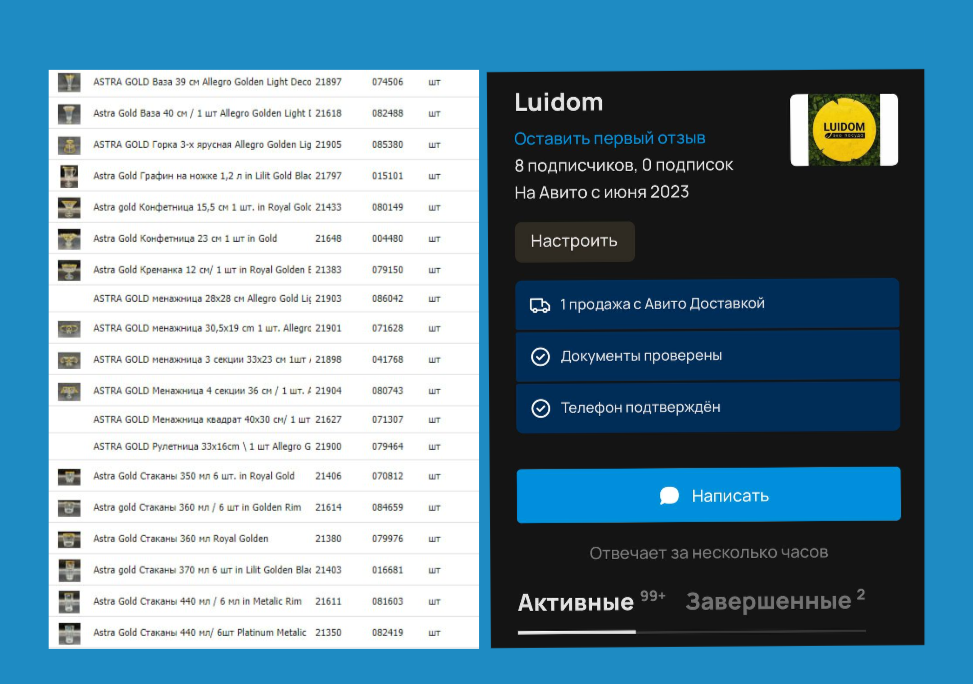 ASTRA GOLD Ваза 39 см Allegro Golden Light Deco 21897 074506 шт
Astra Gold Ваза 40 см / 1 шт Allegro Golden Light D 21618 082488 шт
ASTRA GOLD Горка 3-х ярусная Allegro Golden Lig 21905 085380 шт
Astra Gold Графин на ножке 1,2 л in Lilit Gold Blac 21797 015101 шт
Astra gold Конфетница 15,5 см 1 шт. in Royal Gold 21433 080149 шт
Astra Gold Конфетница 23 см 1 шт in Gold 21648 004480 шт
Astra Gold Креманка 12 см/ 1 шт in Royal Golden E 21383 079150 шт
ASTRA GOLD менажница 28х28 см Allegro Gold Lig 21903 086042 шт
ASTRA GOLD менажница 30,5х19 см 1 шт. Allegro 21901 071628 шт
ASTRA GOLD менажница 3 секции 33х23 см 1шт / 21898 041768 шт
ASTRA GOLD Менажница 4 секции 36 см / 1 шт. A 21904 080743 шт
ASTRA GOLD Менажница квадрат 40х30 см/ 1 шт 21627 071307 шт
ASTRA GOLD Рулетница 33х16cm \ 1 шт Allegro G 21900 079464 шт
Astra Gold Стаканы 350 мл 6 шт. in Royal Gold 21406 070812 шт
Astra gold Стаканы 360 мл / 6 шт in Golden Rim 21614 084659 шт
Astra Gold Стаканы 360 мл Royal Golden 21380 079976 шт
Astra gold Стаканы 370 мл 6 шт in Lilit Golden Blac 21403 016681 шт
Astra Gold Стаканы 440 мл / 6 мл in Metalic Rim 21611 081603 шт
Astra Gold Стаканы 440 мл/ 6шт Platinum Metalic 21350 082419 шт
Luidom
Оставить первый отзыв
8 подписчиков, 0 подписок
На Авито с июня 2023
LUIDOM
эко посуда
Настроить
1 продажа с Авито Доставкой
Документы проверены
Телефон подтверждён
Написать
Отвечает за несколько часов
Активные 99+ Завершенные 2